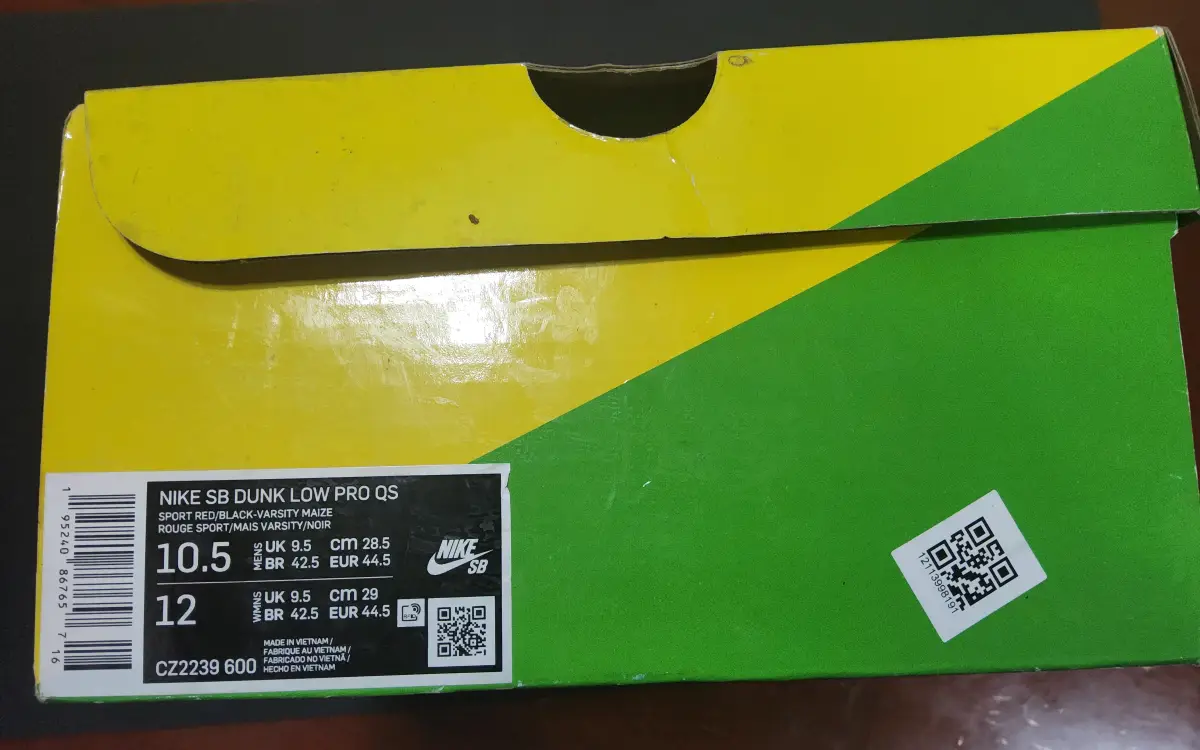 NIKE SB DUNK LOW PRO QS
SPORT RED/BLACK-VARSITY MAIZE
ROUGE SPORT/MAIS VARSITY/NOIR
10.5 MENS UK 9.5 cm 28.5
BR 42.5 EUR 44.5
12 WMNS UK 9.5 cm 29
BR 42.5 EUR 44.5
NIKE
SB
MADE IN VIETNAM /
FABRIQUE AU VIETNAM /
FABRICADO NO VIETNÃ /
HECHO EN VIETNAM
CZ2239 600
1 95240 86765 7 16
12113998191